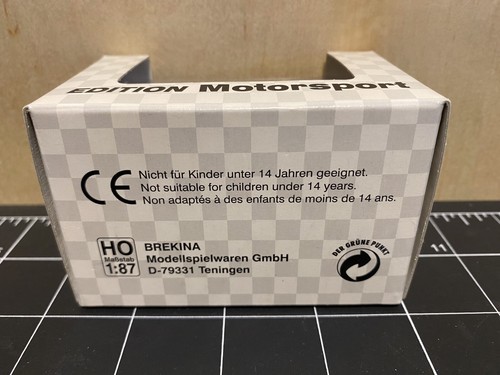 EDITION Motorsport
CE
Nicht für Kinder unter 14 Jahren geeignet.
Not suitable for children under 14 years.
Non adaptés à des enfants de moins de 14 ans.
HO
Maßstab
1:87
BREKINA
Modellspielwaren GmbH
D-79331 Teningen
DER GRÜNE PUNKT
11